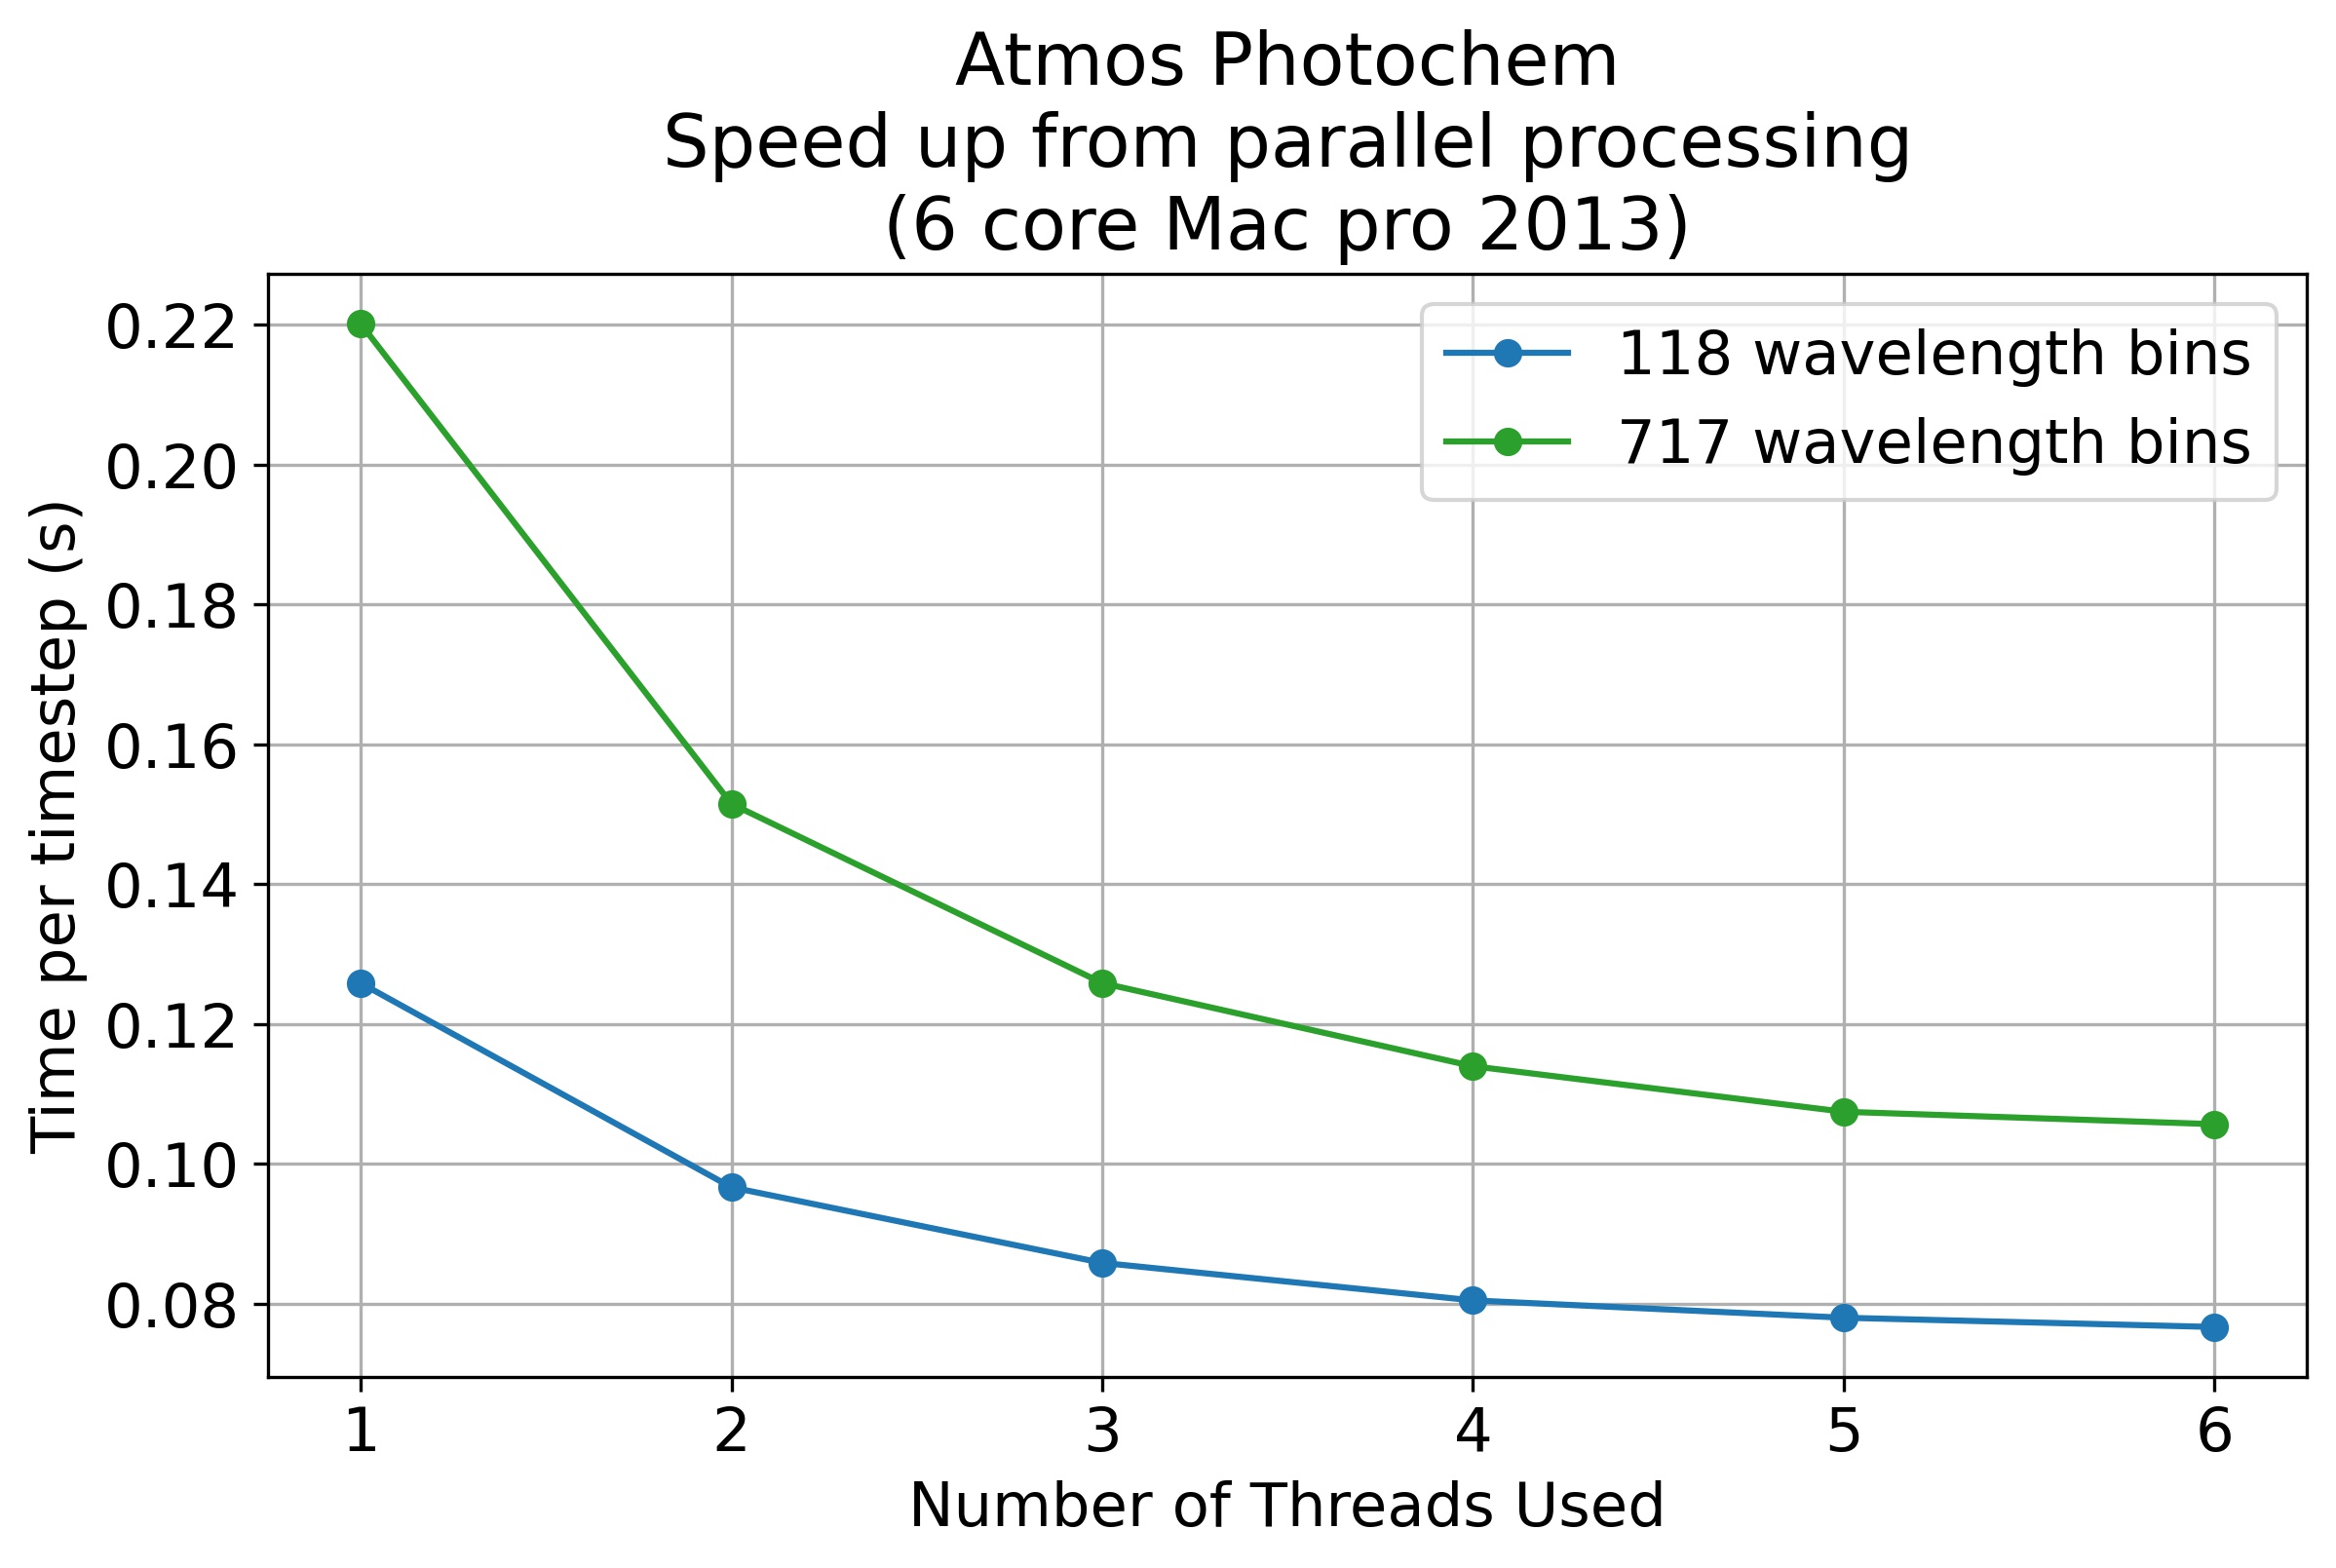 Atmos Photochem
Speed up from parallel processing
(6 core Mac pro 2013)
118 wavelength bins
717 wavelength bins
Time per timestep (s)
0.22
0.20
0.18
0.16
0.14
0.12
0.10
0.08
1 2 3 4 5 6
Number of Threads Used